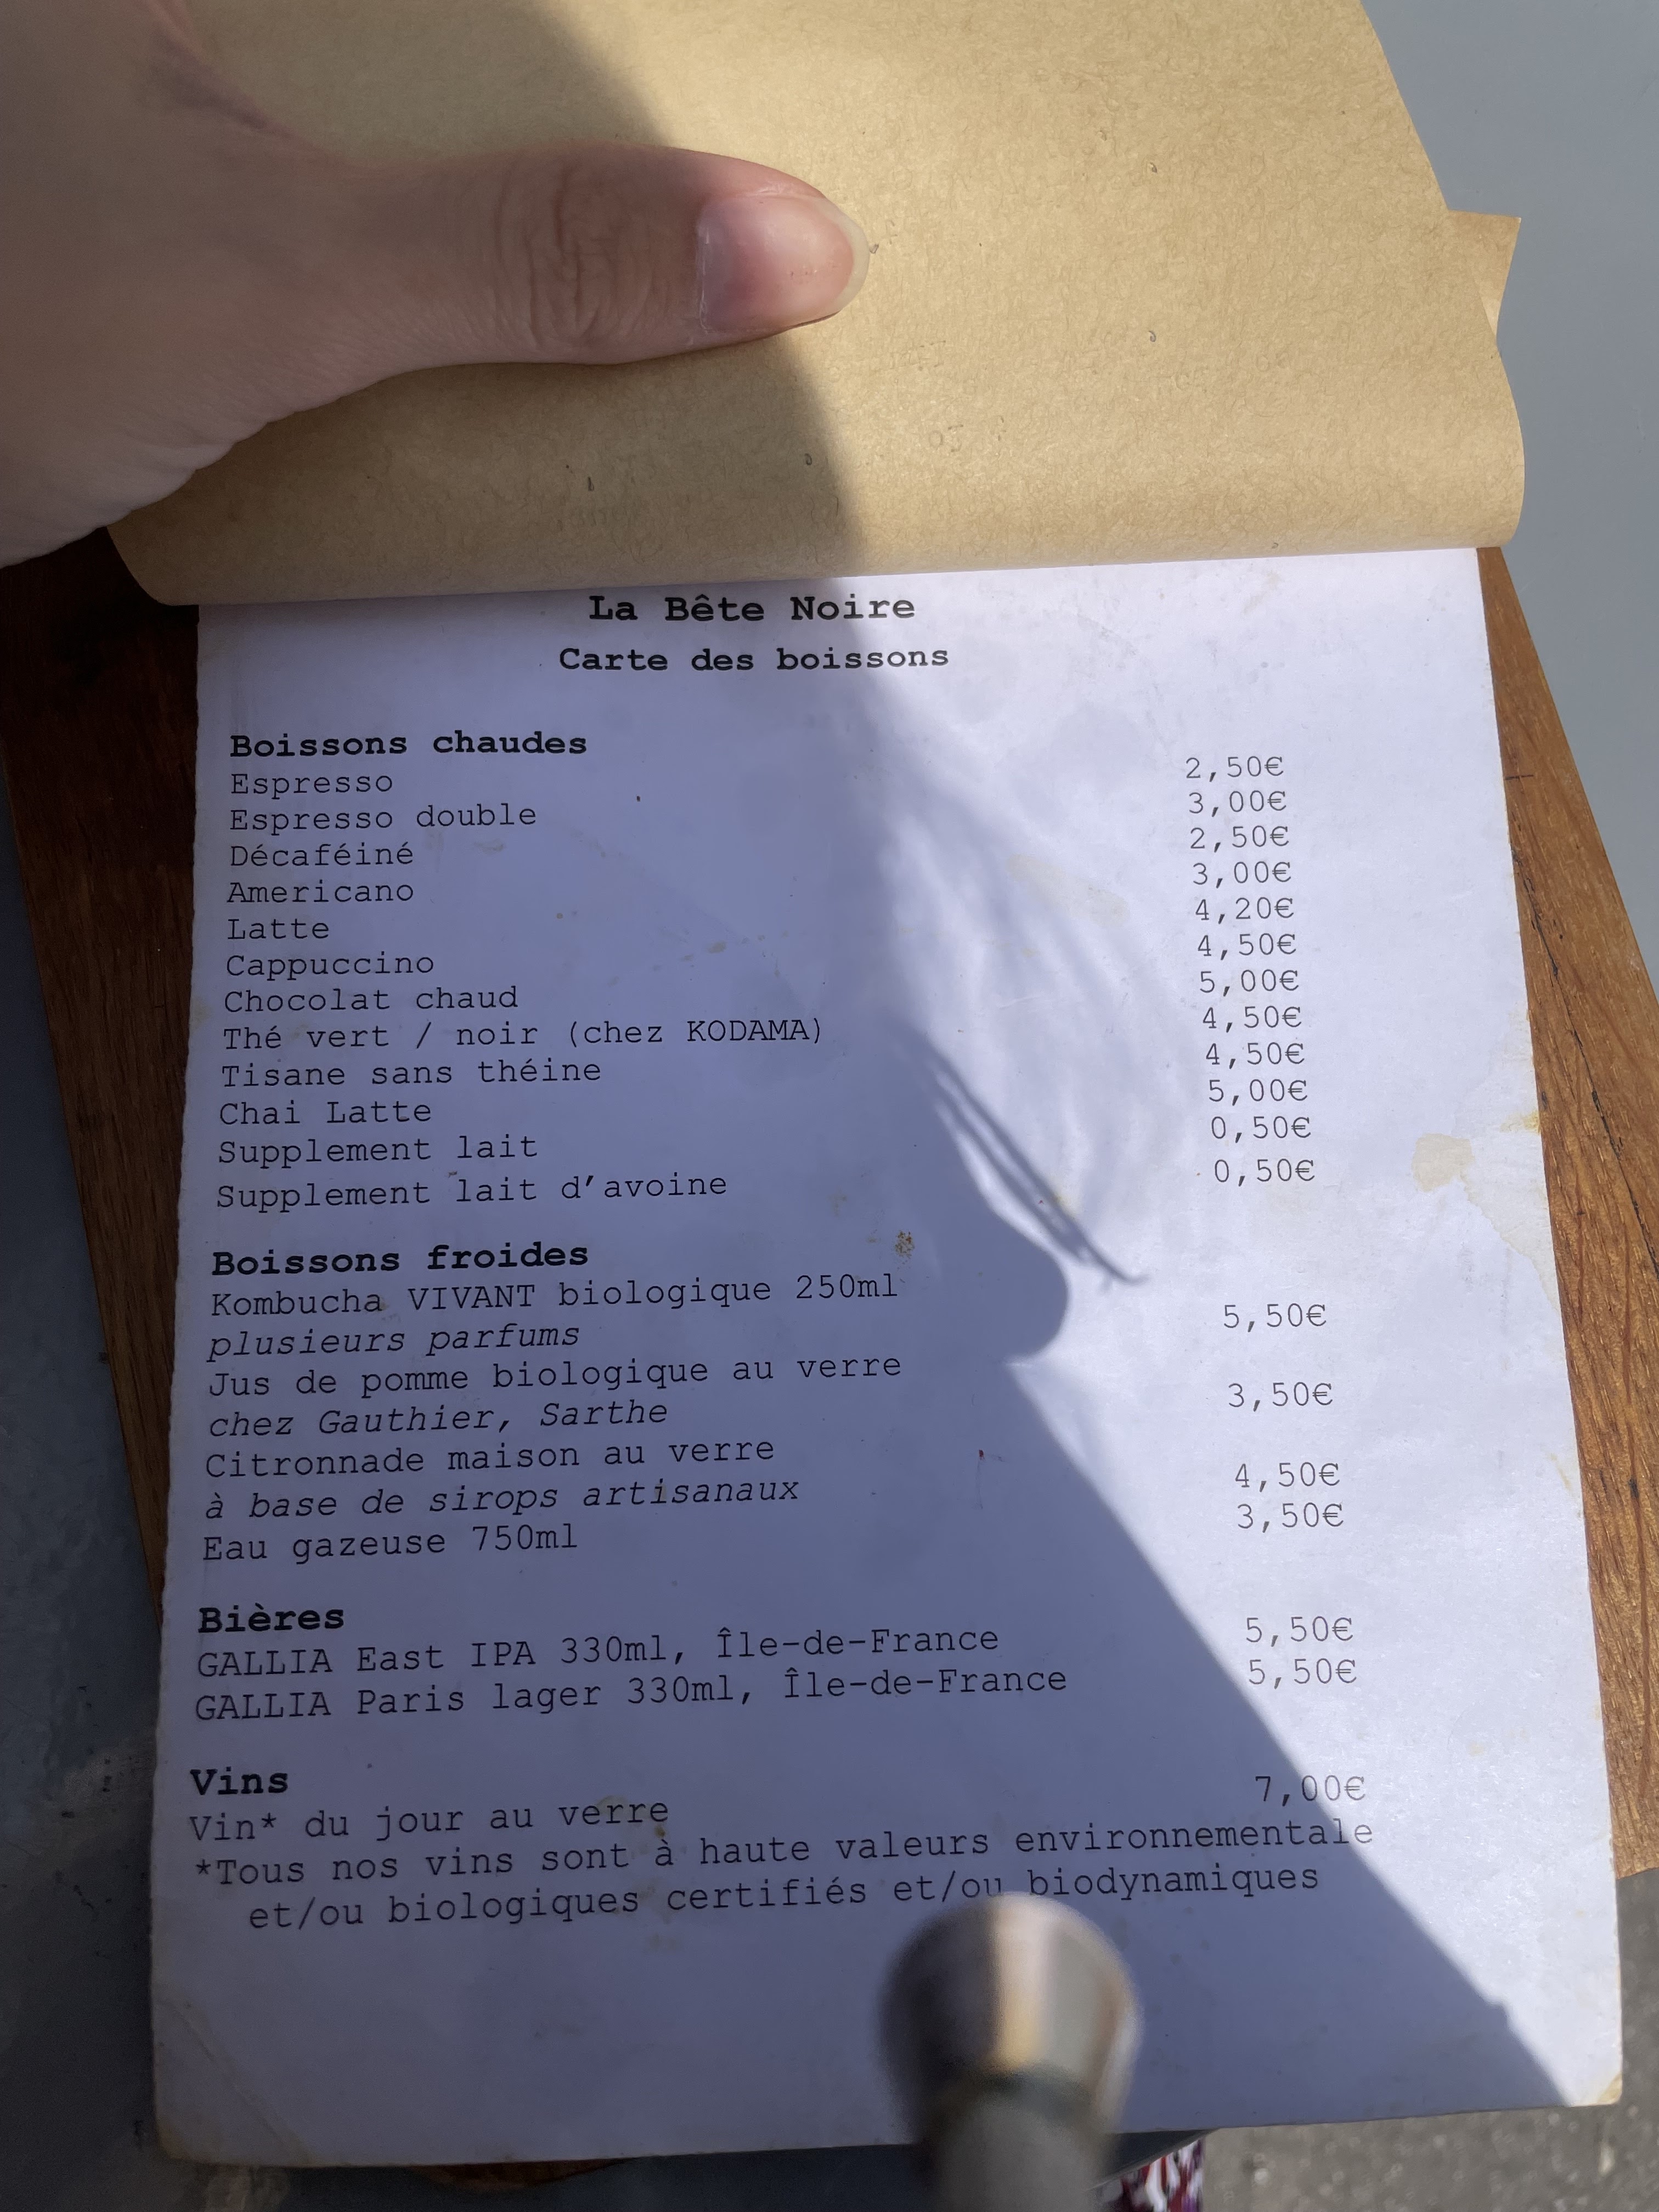 La Bête Noire
Carte des boissons
Boissons chaudes
Espresso 2,50€
Espresso double 3,00€
Décaféiné 2,50€
Americano 3,00€
Latte 4,20€
Cappuccino 4,50€
Chocolat chaud 5,00€
Thé vert / noir (chez KODAMA) 4,50€
Tisane sans théine 4,50€
Chai Latte 5,00€
Supplement lait 0,50€
Supplement lait d’avoine 0,50€
Boissons froides
Kombucha VIVANT biologique 250ml
plusieurs parfums 5,50€
Jus de pomme biologique au verre
chez Gauthier, Sarthe 3,50€
Citronnade maison au verre
à base de sirops artisanaux 4,50€
Eau gazeuse 750ml 3,50€
Bières
GALLIA East IPA 330ml, Île-de-France 5,50€
GALLIA Paris lager 330ml, Île-de-France 5,50€
Vins
Vin* du jour au verre 7,00€
*Tous nos vins sont à haute valeurs environnementale
et/ou biologiques certifiés et/ou biodynamiques